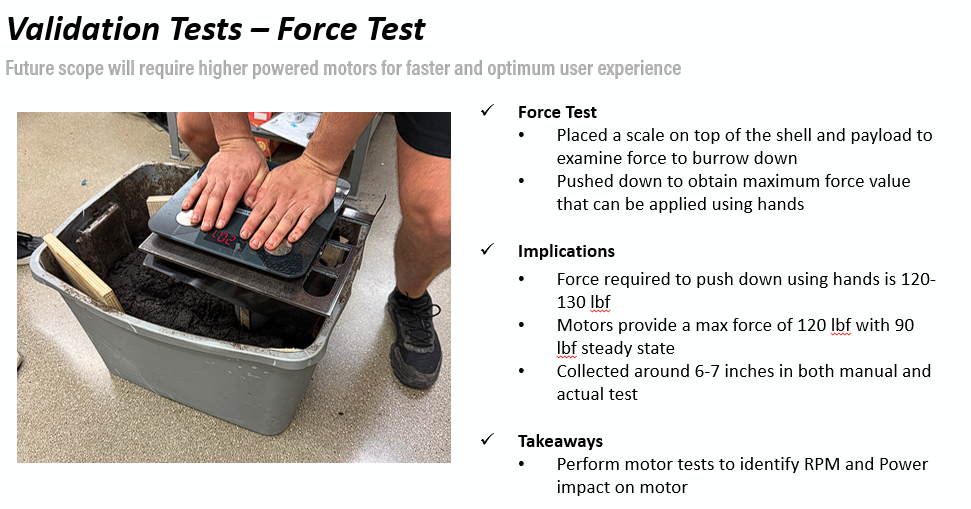 Validation Tests – Force Test
Future scope will require higher powered motors for faster and optimum user experience
✓ Force Test
• Placed a scale on top of the shell and payload to
examine force to burrow down
• Pushed down to obtain maximum force value
that can be applied using hands
✓ Implications
• Force required to push down using hands is 120-
130 lbf
• Motors provide a max force of 120 lbf with 90
lbf steady state
• Collected around 6-7 inches in both manual and
actual test
✓ Takeaways
• Perform motor tests to identify RPM and Power
impact on motor